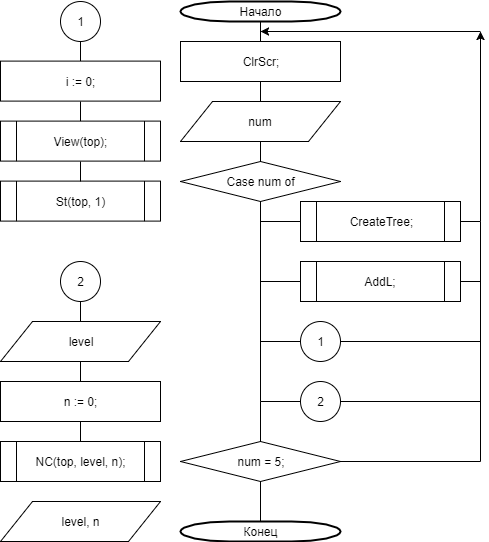 1
i := 0;
View(top);
St(top, 1)
2
level
n := 0;
NC(top, level, n);
level, n
Начало
ClrScr;
num
Case num of
CreateTree;
AddL;
1
2
num = 5;
Конец